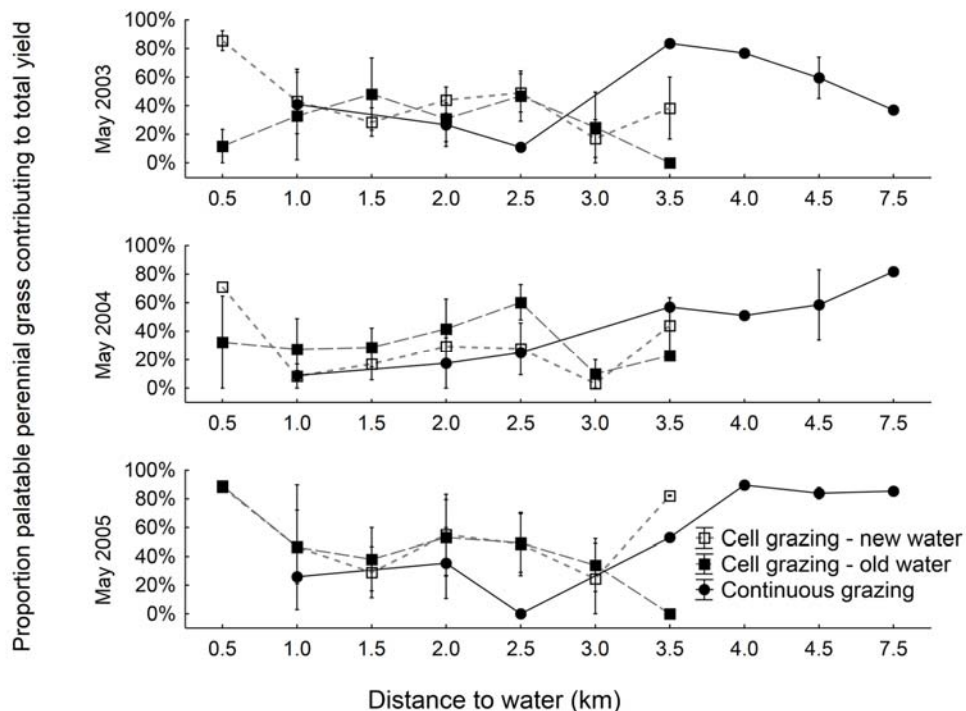 Proportion palatable perennial grass contributing to total yield
May 2003
100%
80%
60%
40%
20%
0%
0.5 1.0 1.5 2.0 2.5 3.0 3.5 4.0 4.5 7.5
May 2004
100%
80%
60%
40%
20%
0%
0.5 1.0 1.5 2.0 2.5 3.0 3.5 4.0 4.5 7.5
May 2005
100%
80%
60%
40%
20%
0%
Cell grazing - new water
Cell grazing - old water
Continuous grazing
0.5 1.0 1.5 2.0 2.5 3.0 3.5 4.0 4.5 7.5
Distance to water (km)